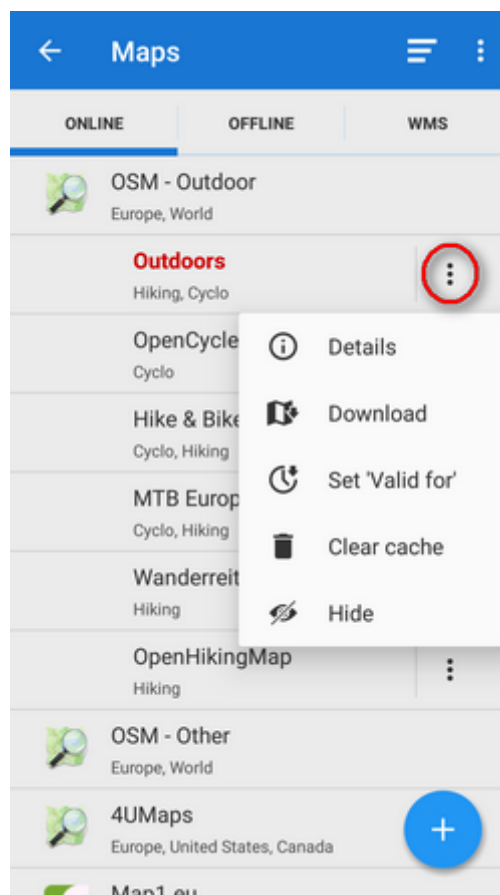 Maps
ONLINE OFFLINE WMS
OSM - Outdoor
Europe, World
Outdoors
Hiking, Cyclo
OpenCycle
Cyclo
Hike & Bike
Cyclo, Hiking
MTB Europ
Cyclo, Hiking
Wanderreit
Hiking
OpenHikingMap
Hiking
Details
Download
Set 'Valid for'
Clear cache
Hide
OSM - Other
Europe, World
4UMaps
Europe, United States, Canada
Map1.eu